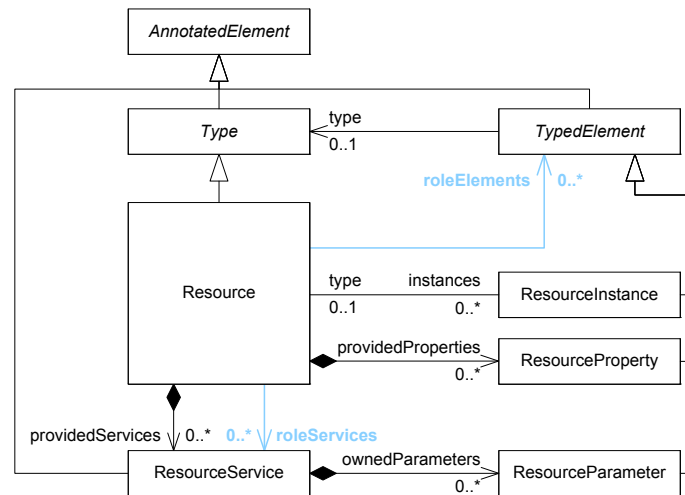 AnnotatedElement
type
Type
0..1
TypedElement
roleElements 0..*
Resource
type instances
0..1 0..*
ResourceInstance
providedProperties
0..*
ResourceProperty
providedServices 0..* 0..* roleServices
ResourceService
ownedParameters
0..*
ResourceParameter